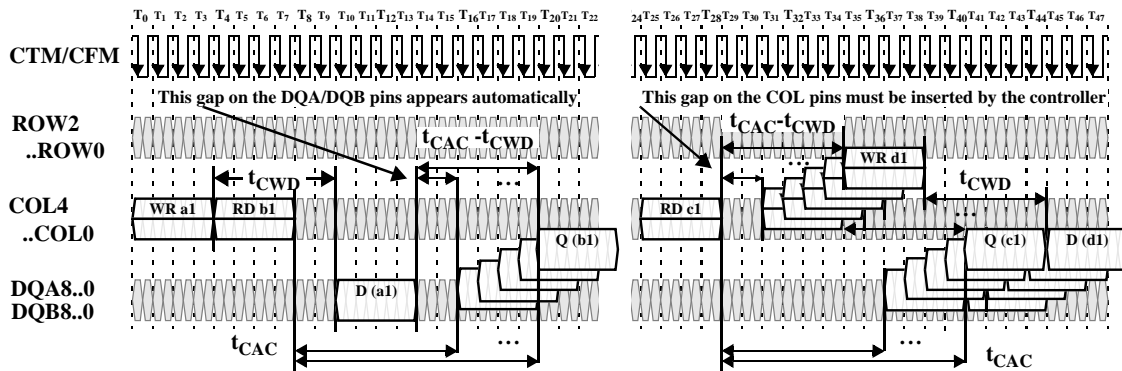 T0 T1 T2 T3 T4 T5 T6 T7 T8 T9 T10 T11 T12 T13 T14 T15 T16 T17 T18 T19 T20 T21 T22
24 T25 T26 T27 T28 T29 T30 T31 T32 T33 T34 T35 T36 T37 T38 T39 T40 T41 T42 T43 T44 T45 T46 T47
CTM/CFM
This gap on the DQA/DQB pins appears automatically
This gap on the COL pins must be inserted by the controller
ROW2
..ROW0
tCAC -tCWD
tCAC-tCWD
...
WR d1
tCWD
...
tCWD
COL4
..COL0
WR a1
RD b1
RD c1
...
Q (b1)
Q (c1)
D (d1)
DQA8..0
DQB8..0
D (a1)
tCAC
...
...
tCAC